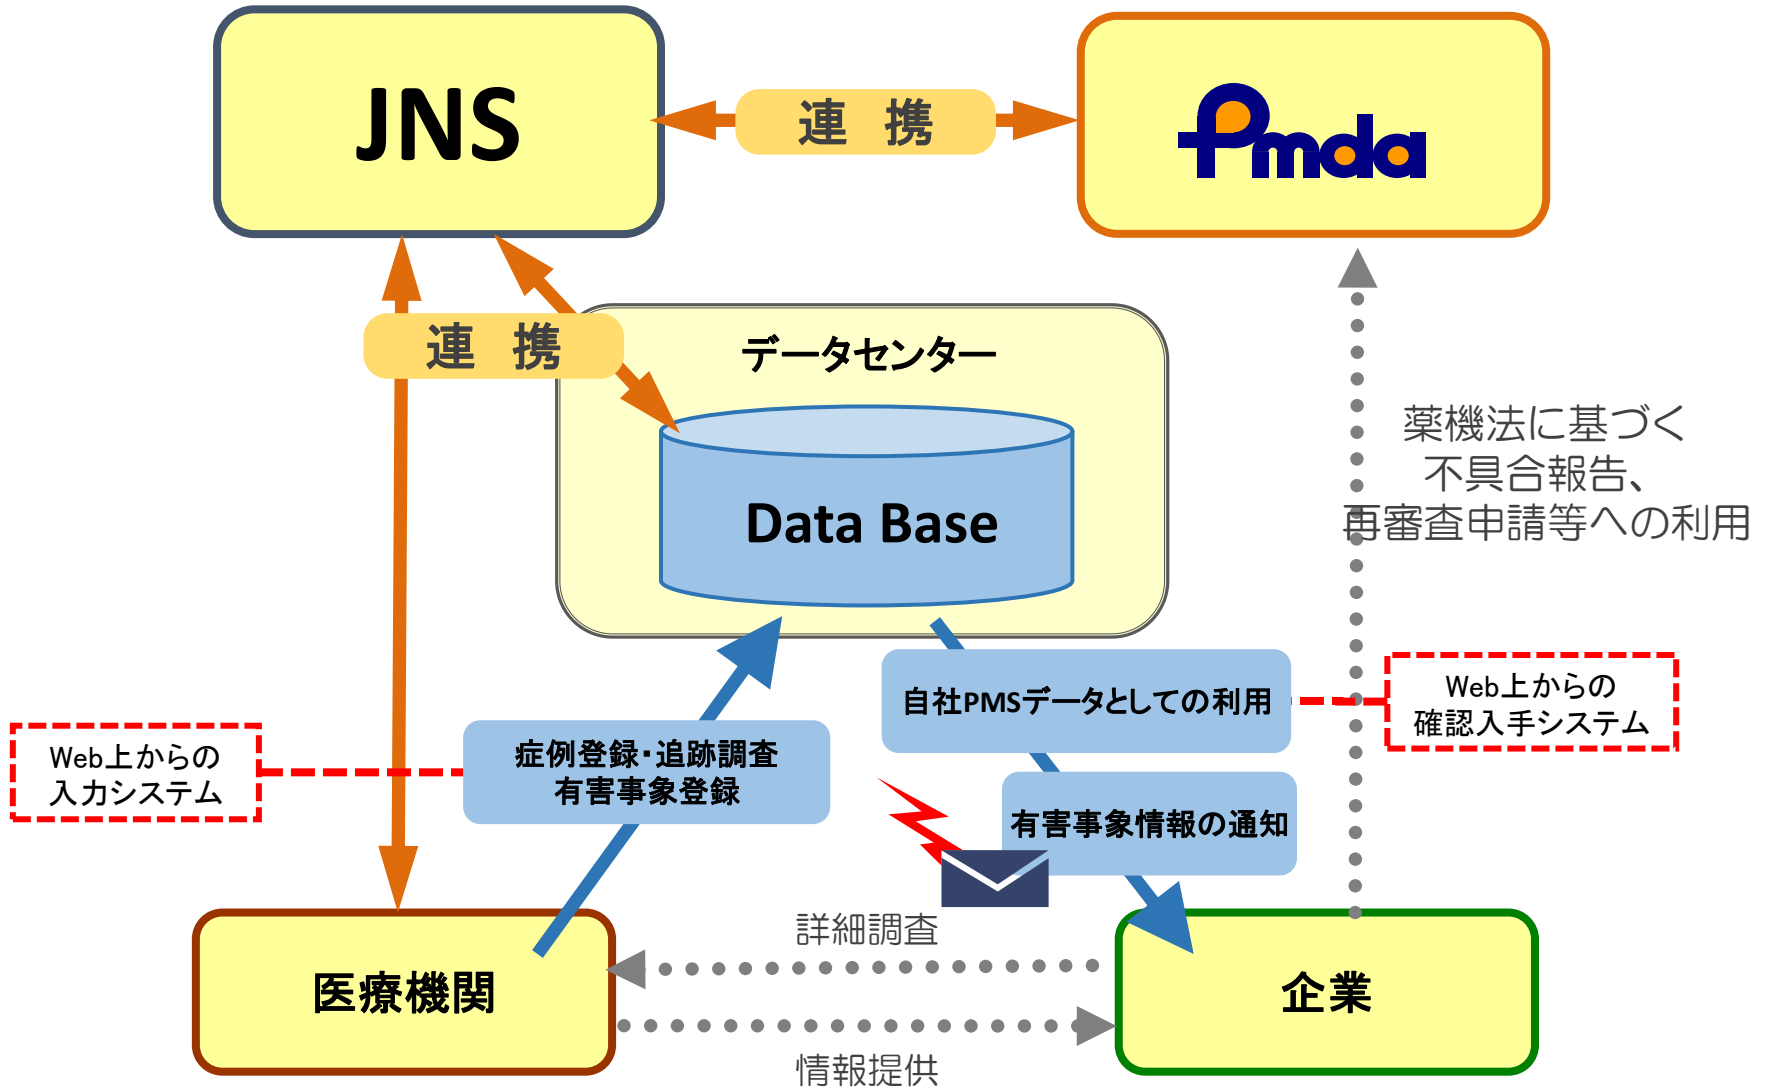 JNS
連 携
Pmda
連 携
データセンター
Data Base
薬機法に基づく
不具合報告、
再審査申請等への利用
自社PMSデータとしての利用
Web上からの
確認入手システム
Web上からの
入力システム
症例登録・追跡調査
有害事象登録
有害事象情報の通知
詳細調査
医療機関
企業
情報提供